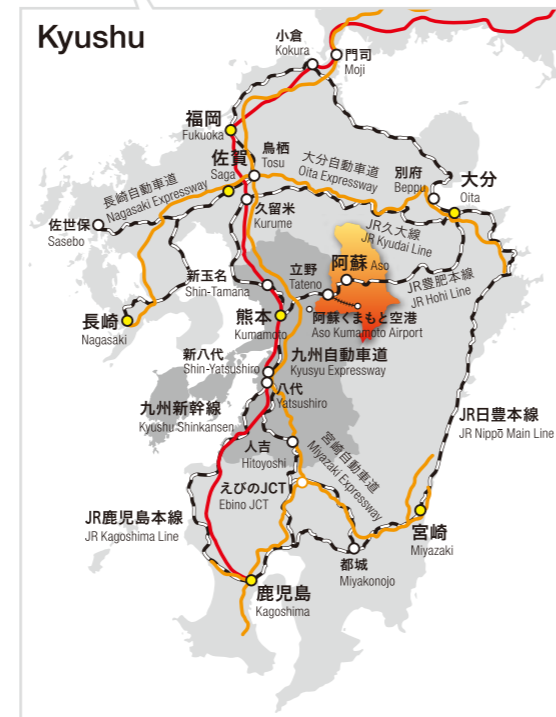 Kyushu
小倉
Kokura
門司
Moji
福岡
Fukuoka
佐賀
Saga
鳥栖
Tosu
大分自動車道
Oita Expressway
別府
Beppu
大分
Oita
長崎自動車道
Nagasaki Expressway
佐世保
Sasebo
久留米
Kurume
JR久大線
JR Kyudai Line
新玉名
Shin-Tamana
立野
Tateno
阿蘇 Aso
JR豊肥本線
JR Hohi Line
長崎
Nagasaki
熊本
Kumamoto
阿蘇くまもと空港
Aso Kumamoto Airport
新八代
Shin-Yatsushiro
九州自動車道
Kyusyu Expressway
八代
Yatsushiro
九州新幹線
Kyushu Shinkansen
人吉
Hitoyoshi
宮崎自動車道
Miyazaki Expressway
JR日豊本線
JR Nippō Main Line
えびのJCT
Ebino JCT
JR鹿児島本線
JR Kagoshima Line
宮崎
Miyazaki
都城
Miyakonojo
鹿児島
Kagoshima